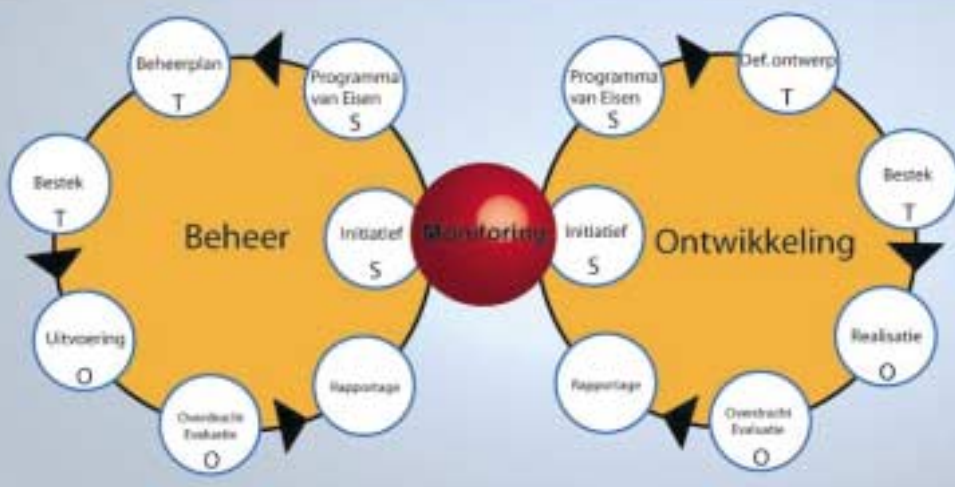 Beheerplan
T
Programma
van Eisen
S
Bestek
T
Beheer
Initiatief
S
Uitvoering
O
Overdracht
Evaluatie
O
Rapportage
Monitoring
Programma
van Eisen
S
Def.ontwerp
T
Bestek
T
Initiatief
S
Ontwikkeling
Realisatie
O
Rapportage
Overdracht
Evaluatie
O